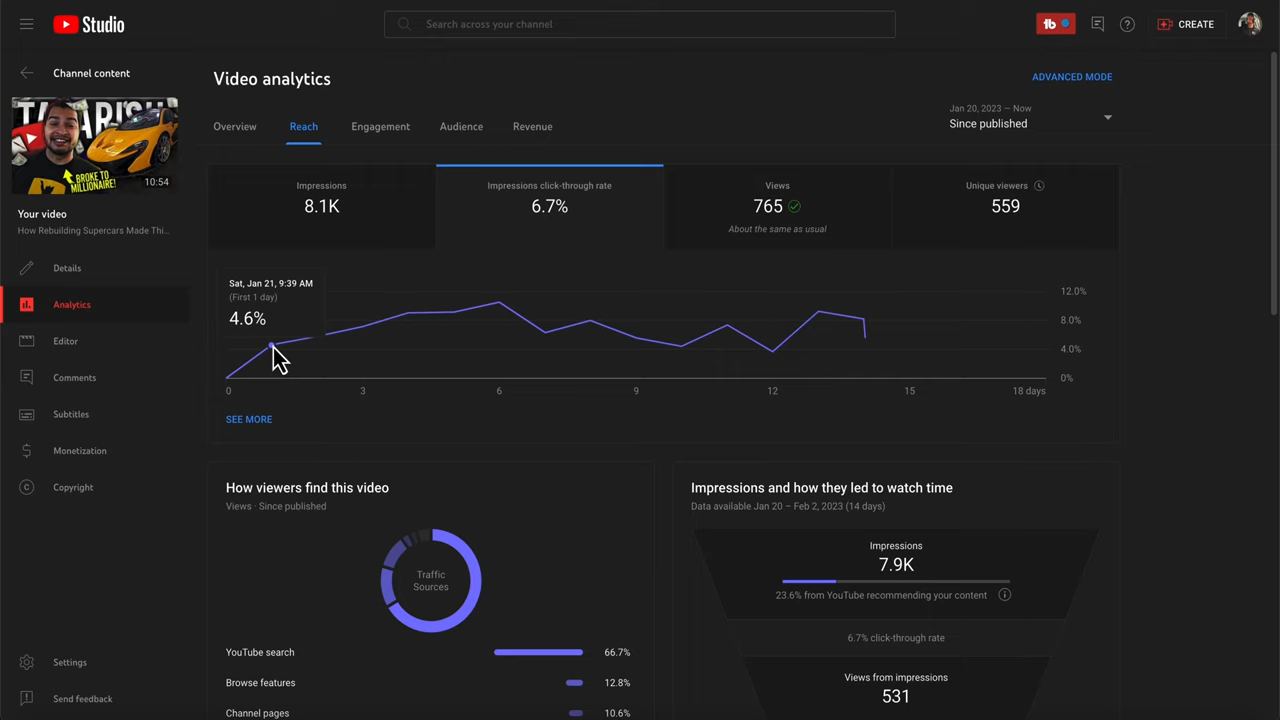 Studio
Search across your channel
tb
CREATE
Channel content
TAVARISH
BROKE TO
MILLIONAIRE!
10:54
Your video
How Rebuilding Supercars Made Thi...
Details
Analytics
Editor
Comments
Subtitles
Monetization
Copyright
Settings
Send feedback
Video analytics
ADVANCED MODE
Overview
Reach
Engagement
Audience
Revenue
Jan 20, 2023 – Now
Since published
Impressions
8.1K
Impressions click-through rate
6.7%
Views
765
About the same as usual
Unique viewers
559
Sat, Jan 21, 9:39 AM
(First 1 day)
4.6%
12.0%
8.0%
4.0%
0%
0 3 6 9 12 15 18 days
SEE MORE
How viewers find this video
Views · Since published
Traffic
Sources
YouTube search 66.7%
Browse features 12.8%
Channel pages 10.6%
Impressions and how they led to watch time
Data available Jan 20 – Feb 2, 2023 (14 days)
Impressions
7.9K
23.6% from YouTube recommending your content
6.7% click-through rate
Views from impressions
531